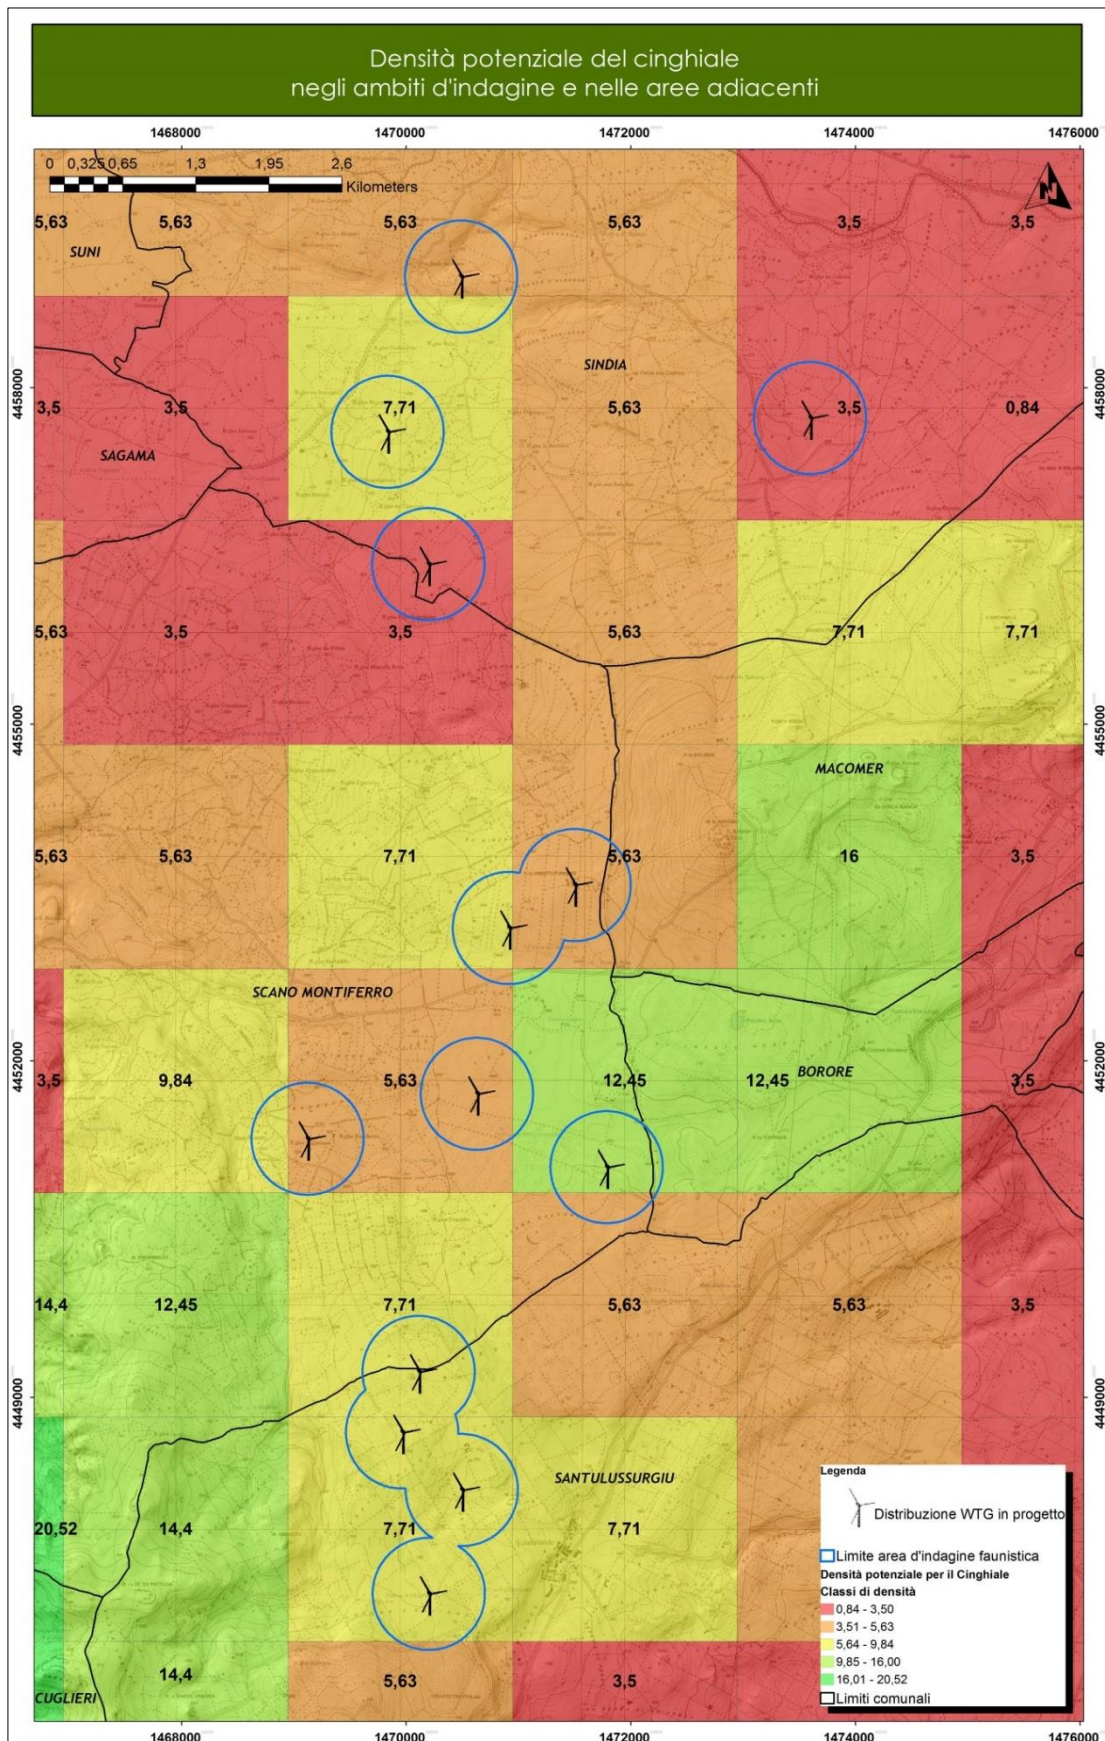 Densità potenziale del cinghiale
negli ambiti d'indagine e nelle aree adiacenti
1468000 1470000 1472000 1474000 1476000
0 0,325 0,65 1,3 1,95 2,6
Kilometers
N
5,63 5,63 5,63 5,63 3,5 3,5
SUNI
SINDIA
4458000 4458000
3,5 3,5 7,71 5,63 3,5 0,84
SAGAMA
5,63 3,5 3,5 5,63 7,71 7,71
4455000 4455000
MACOMER
5,63 5,63 7,71 5,63 16 3,5
SCANO MONTIFERRO
4452000 4452000
BORORE
3,5 9,84 5,63 12,45 12,45 3,5
14,4 12,45 7,71 5,63 5,63 3,5
4449000 4449000
SANTULUSSURGIU
20,52 14,4 7,71 7,71
14,4 5,63 3,5
CUGLIERI
Legenda
Distribuzione WTG in progetto
Limite area d'indagine faunistica
Densità potenziale per il Cinghiale
Classi di densità
0,84 - 3,50
3,51 - 5,63
5,64 - 9,84
9,85 - 16,00
16,01 - 20,52
Limiti comunali
1468000 1470000 1472000 1474000 1476000